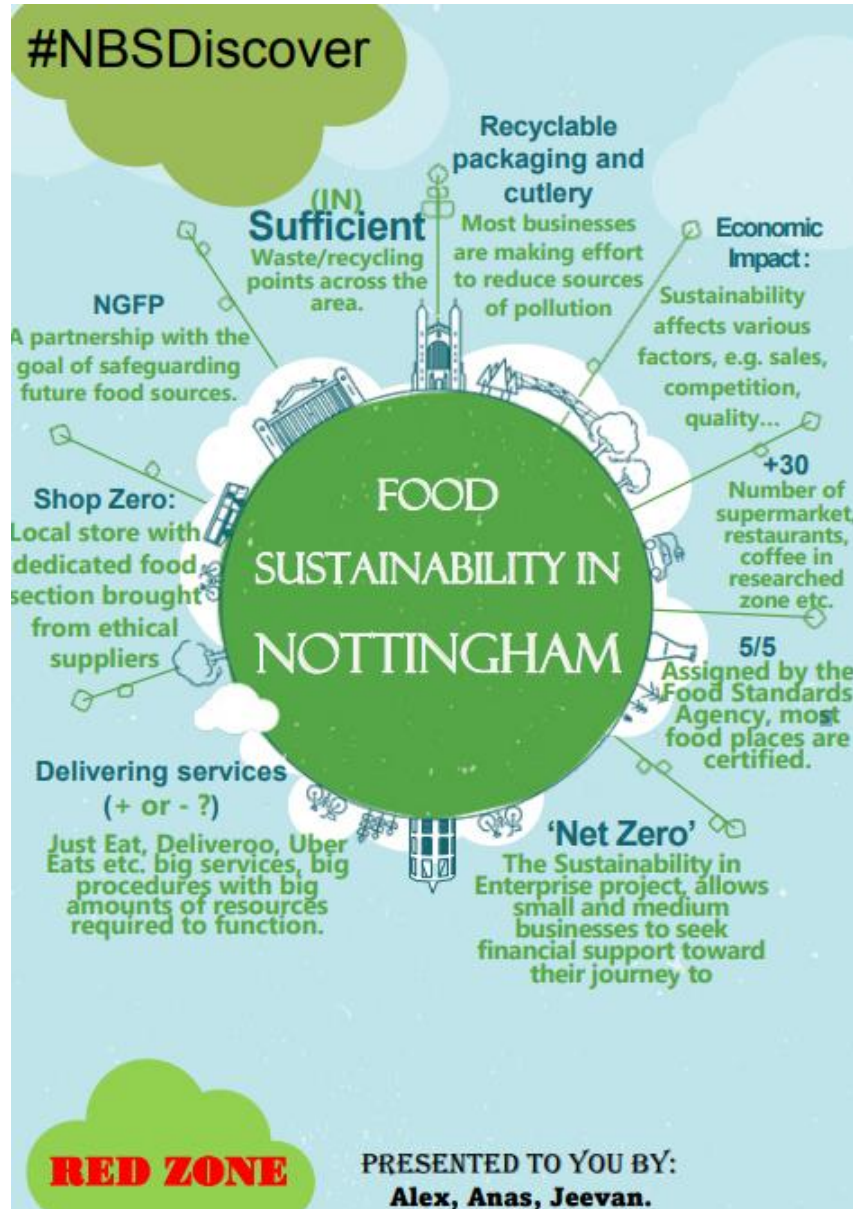 #NBSDiscover
(IN)
Sufficient
Waste/recycling
points across the
area.
Recyclable
packaging and
cutlery
Most businesses
are making effort
to reduce sources
of pollution
Economic
Impact :
Sustainability
affects various
factors, e.g. sales,
competition,
quality...
NGFP
A partnership with the
goal of safeguarding
future food sources.
+30
Number of
supermarket,
restaurants,
coffee in
researched
zone etc.
Shop Zero:
Local store with
dedicated food
section brought
from ethical
suppliers
FOOD
SUSTAINABILITY IN
NOTTINGHAM
5/5
Assigned by the
Food Standards
Agency, most
food places are
certified.
Delivering services
(+ or - ?)
Just Eat, Deliveroo, Uber
Eats etc. big services, big
procedures with big
amounts of resources
required to function.
‘Net Zero’
The Sustainability in
Enterprise project, allows
small and medium
businesses to seek
financial support toward
their journey to
RED ZONE
PRESENTED TO YOU BY:
Alex, Anas, Jeevan.